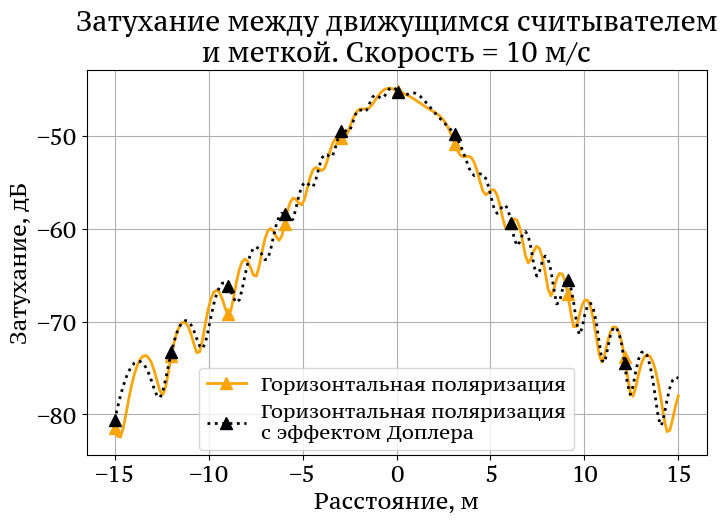 Затухание между движущимся считывателем
и меткой. Скорость = 10 м/с
Затухание, дБ
−50
−60
−70
−80
Горизонтальная поляризация
Горизонтальная поляризация
с эффектом Доплера
−15
−10
−5
0
5
10
15
Расстояние, м